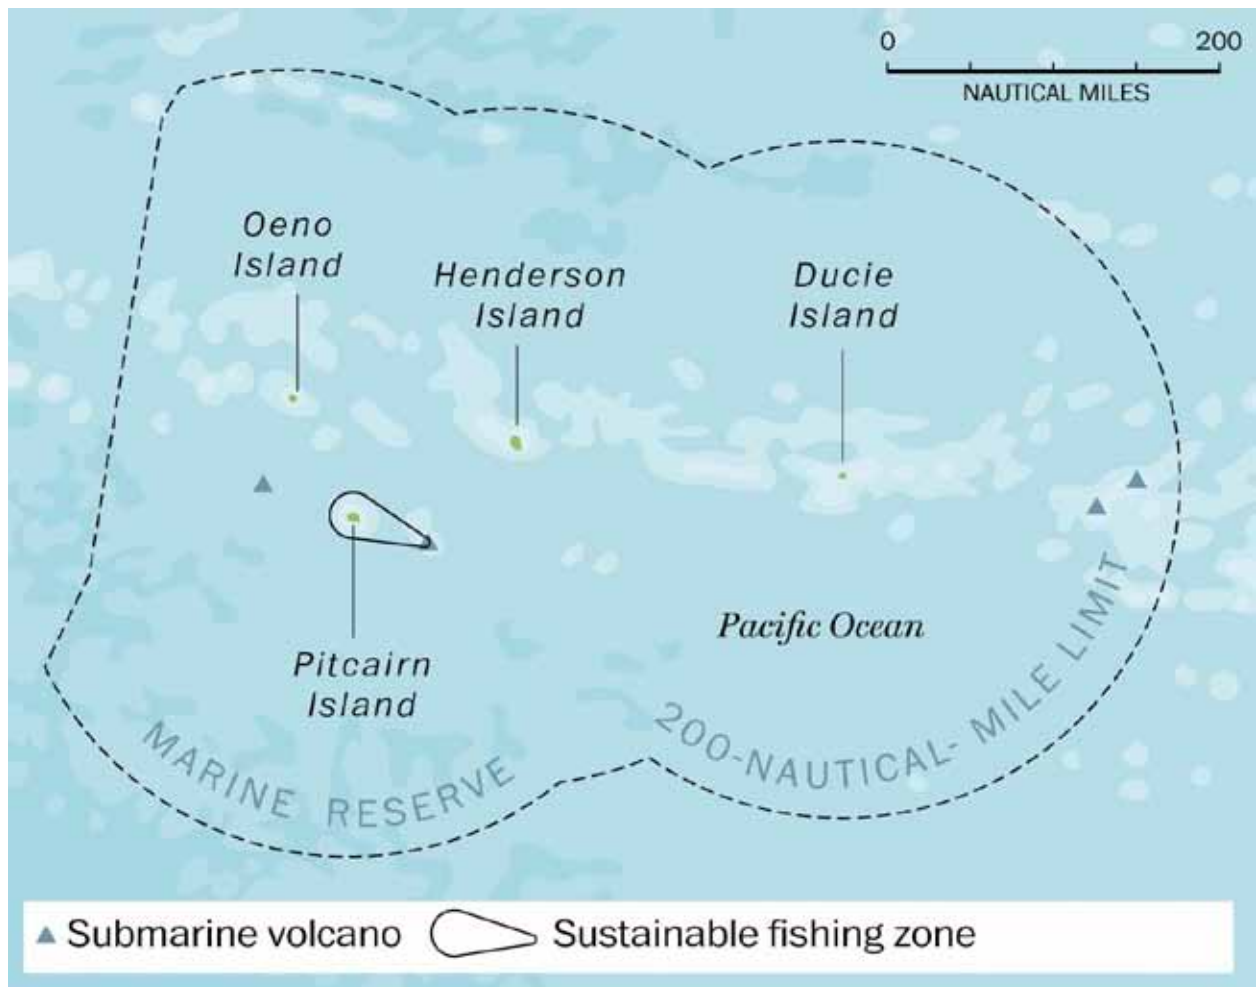 0 200
NAUTICAL MILES
Oeno
Island
Henderson
Island
Ducie
Island
Pacific Ocean
Pitcairn
Island
MARINE RESERVE
200-NAUTICAL- MILE LIMIT
Submarine volcano
Sustainable fishing zone